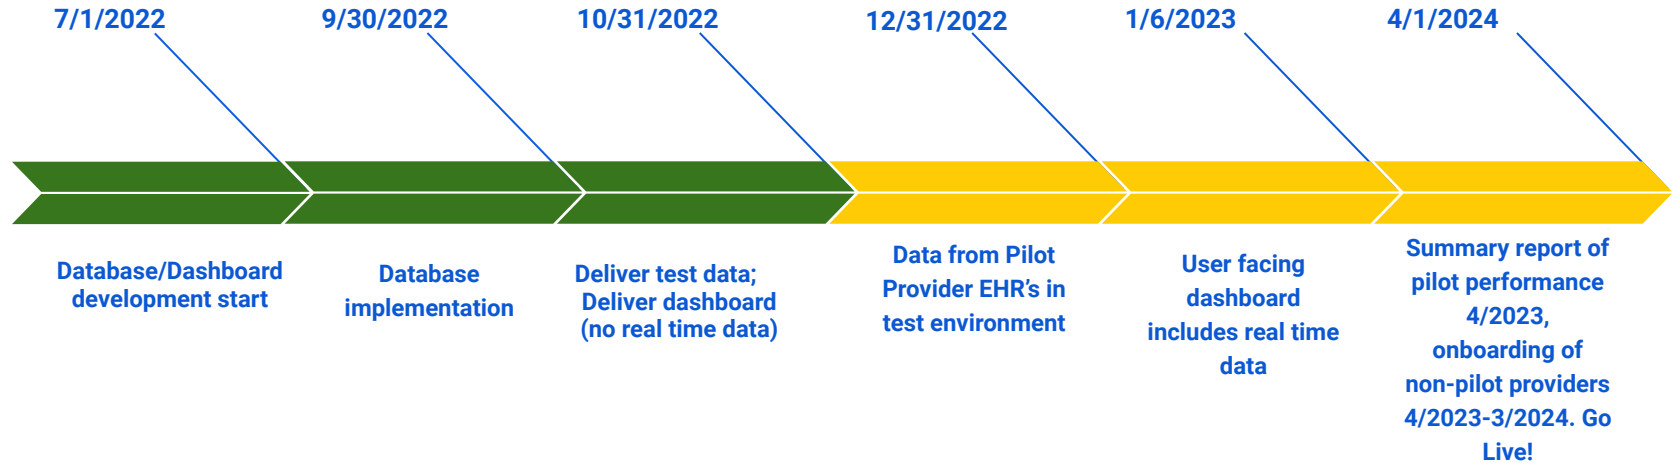 7/1/2022
9/30/2022
10/31/2022
12/31/2022
1/6/2023
4/1/2024
Database/Dashboard
development start
Database
implementation
Deliver test data;
Deliver dashboard
(no real time data)
Data from Pilot
Provider EHR’s in
test environment
User facing
dashboard
includes real time
data
Summary report of
pilot performance
4/2023,
onboarding of
non-pilot providers
4/2023-3/2024. Go
Live!